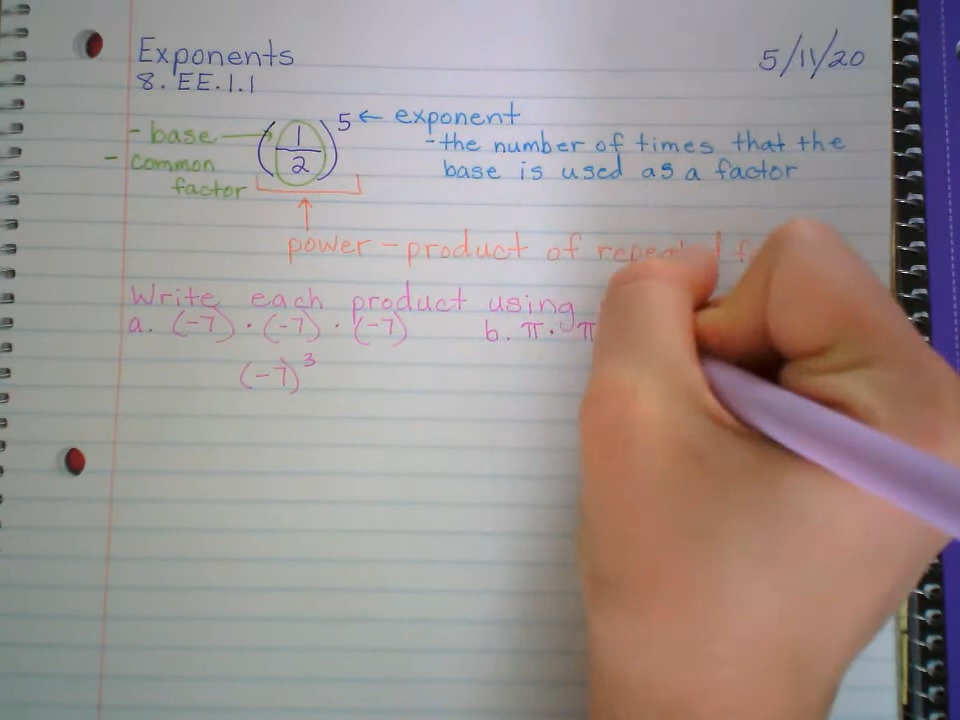 Exponents 5/11/20
8.EE.1.1
(1/2)^5 ← exponent
- base
- the number of times that the
base is used as a factor
- common
factor
power - product of
Write each product using
a. (-7) · (-7) · (-7) b. π · π
(-7)^3